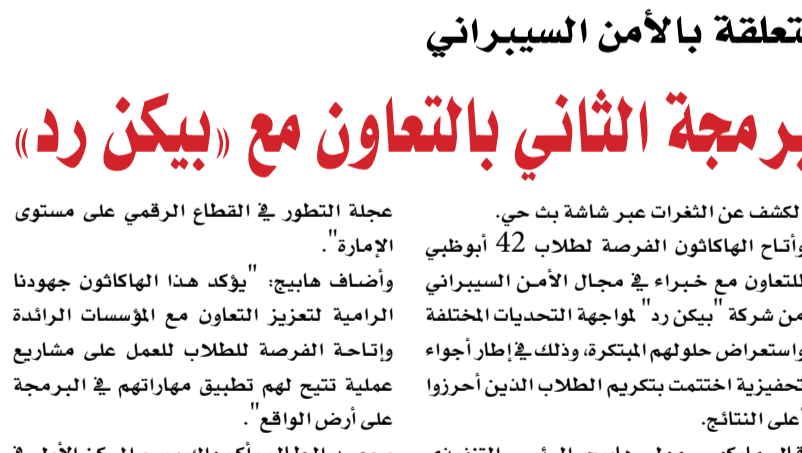 تعلقة بالأمن السيبراني
برمجة الثاني بالتعاون مع «بيكن رد»
لكشف عن الثغرات عبر شاشة بث حي.
وأتاح الهاكاثون الفرصة لطلاب 42 أبوظبي
للتعاون مع خبراء في مجال الأمن السيبراني
من شركة "بيكن رد" لمواجهة التحديات المختلفة
واستعراض حلولهم المبتكرة، وذلك في إطار أجواء
تحفيزية اختتمت بتكريم الطلاب الذين أحرزوا
أعلى النتائج.
عجلة التطور في القطاع الرقمي على مستوى
الإمارة".
وأضاف هابيج: "يؤكد هذا الهاكاثون جهودنا
الرامية لتعزيز التعاون مع المؤسسات الرائدة
وإتاحة الفرصة للطلاب للعمل على مشاريع
عملية تتيح لهم تطبيق مهاراتهم في البرمجة
على أرض الواقع".